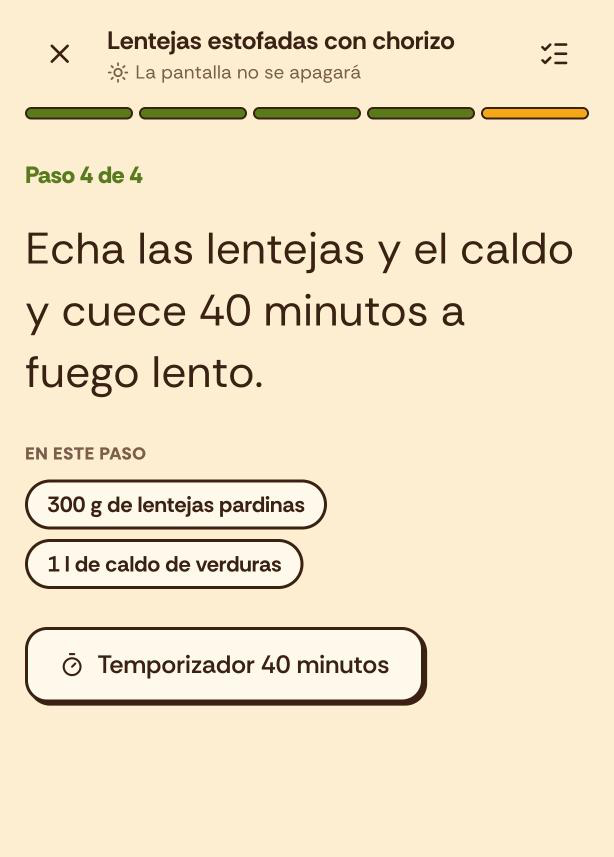 Lentejas estofadas con chorizo
La pantalla no se apagará
Paso 4 de 4
Echa las lentejas y el caldo
y cuece 40 minutos a
fuego lento.
EN ESTE PASO
300 g de lentejas pardinas
1 l de caldo de verduras
Temporizador 40 minutos